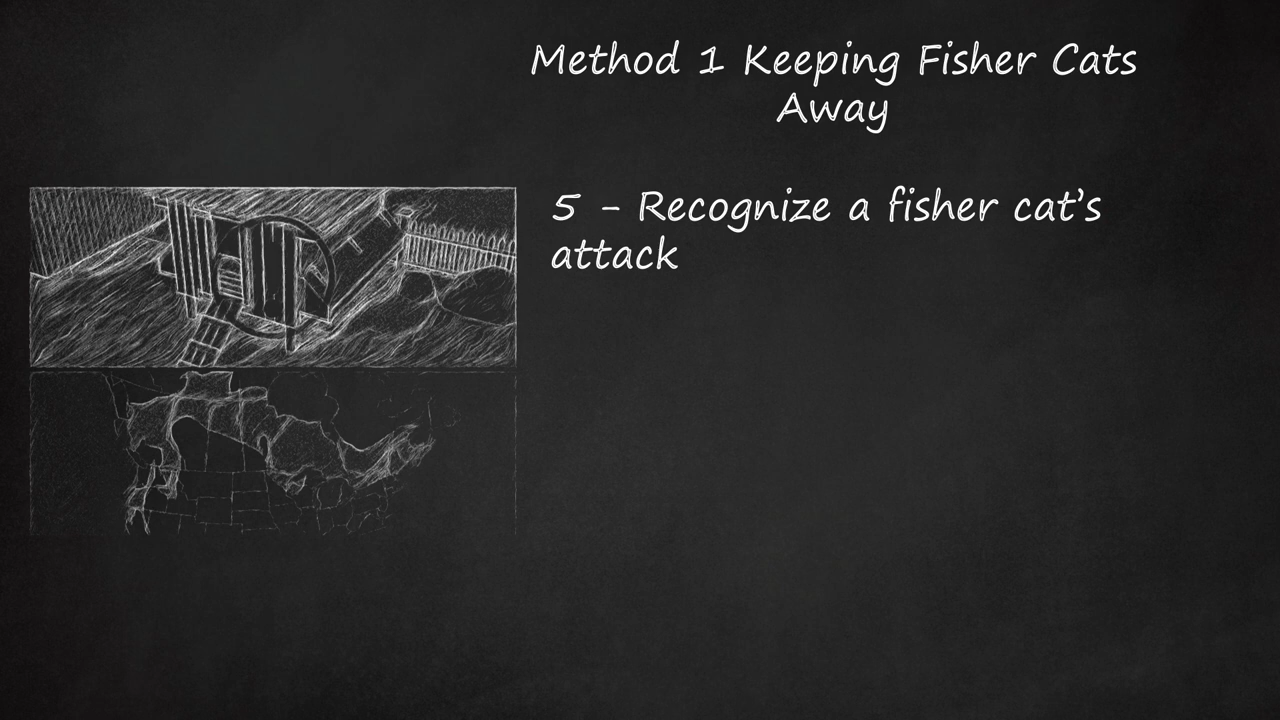 Method 1 Keeping Fisher Cats
Away
5 - Recognize a fisher cat's
attack